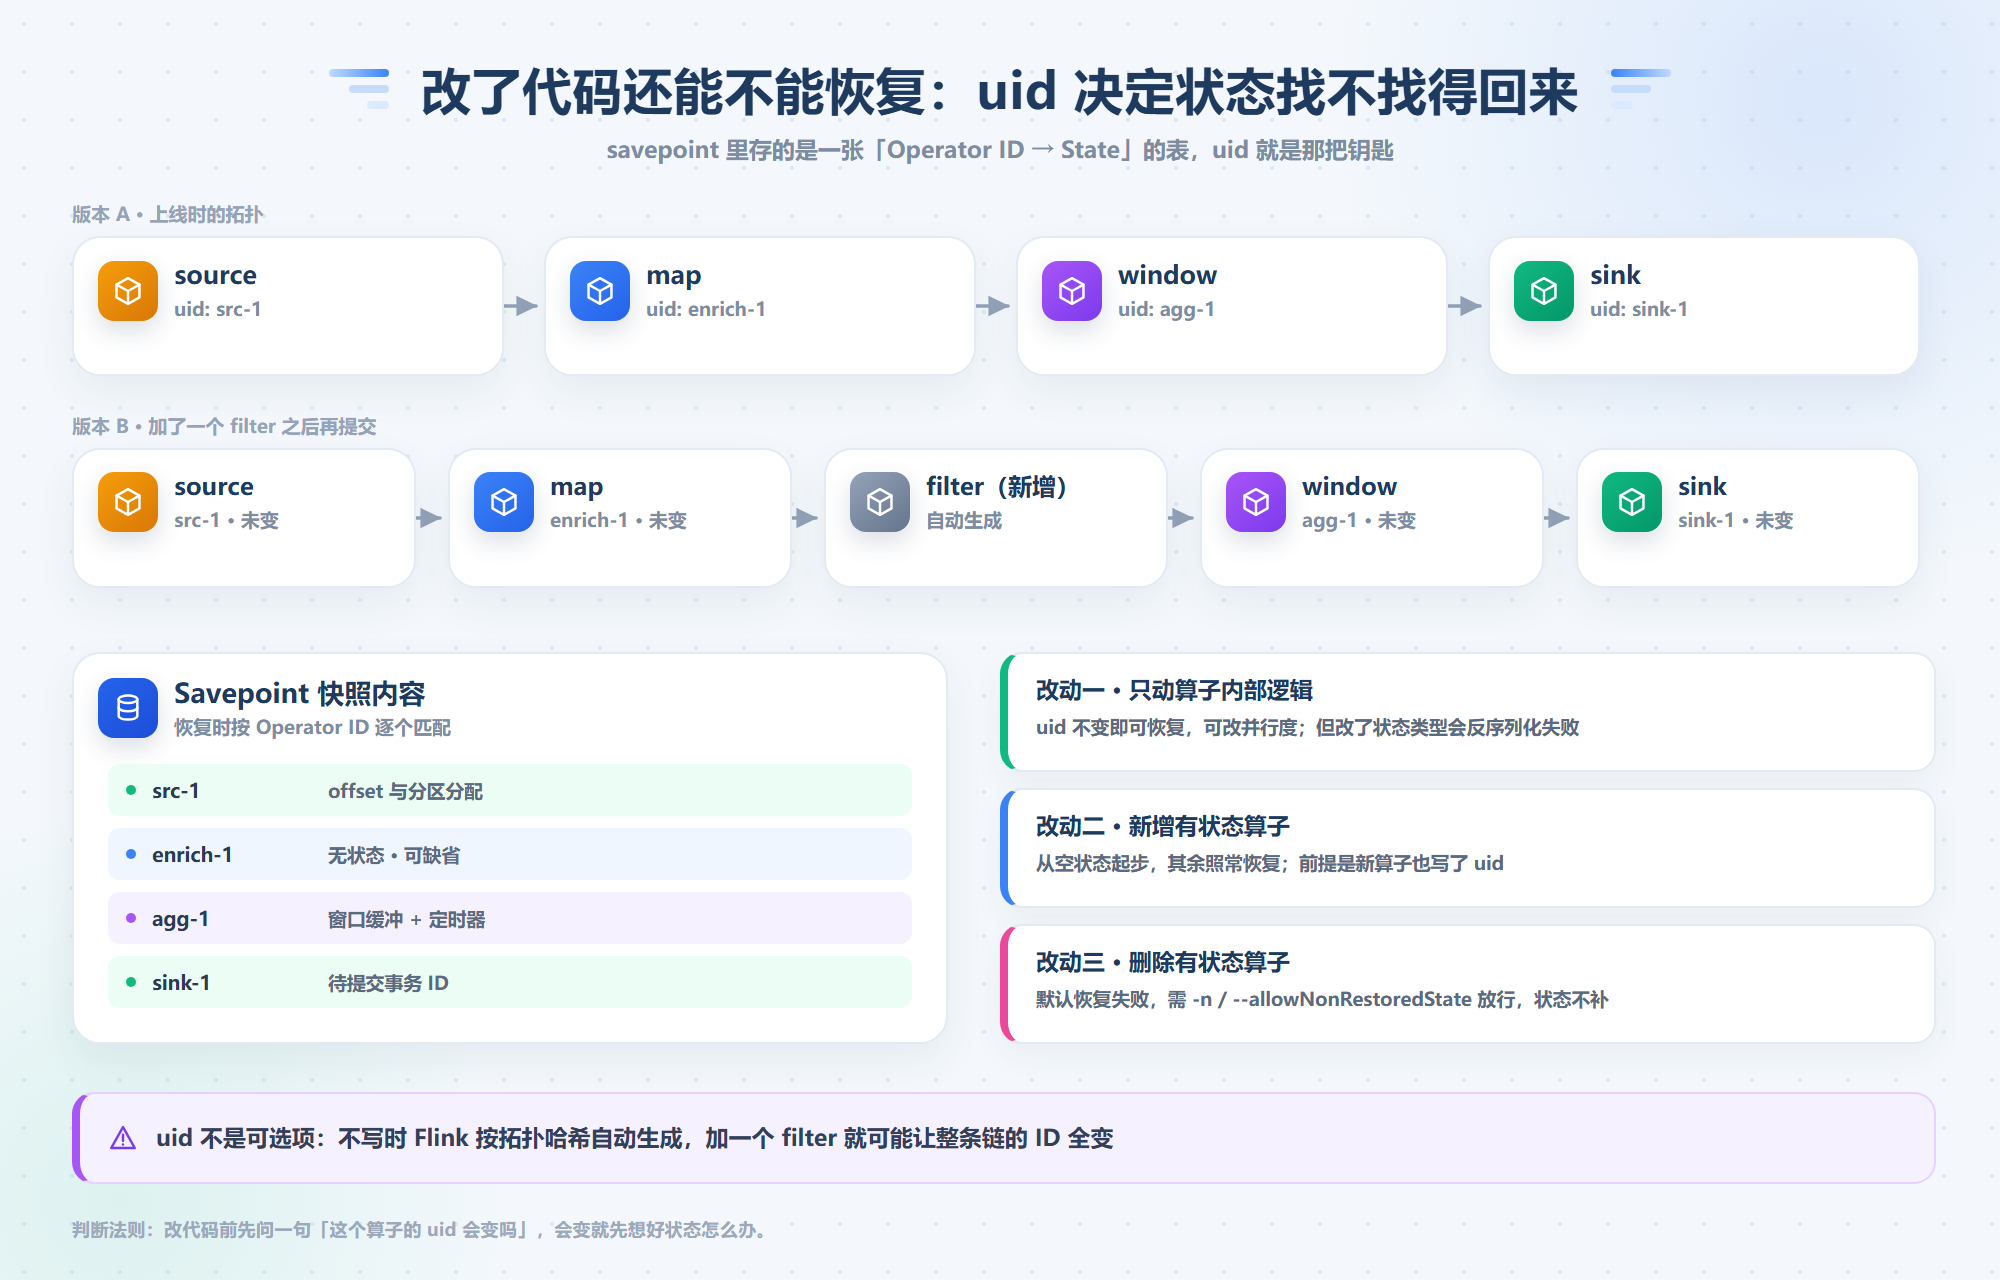 改了代码还能不能恢复：uid 决定状态找不找得回来
savepoint 里存的是一张「Operator ID → State」的表，uid 就是那把钥匙
版本 A • 上线时的拓扑
source
uid: src-1
map
uid: enrich-1
window
uid: agg-1
sink
uid: sink-1
版本 B • 加了一个 filter 之后再提交
source
src-1 • 未变
map
enrich-1 • 未变
filter（新增）
自动生成
window
agg-1 • 未变
sink
sink-1 • 未变
Savepoint 快照内容
恢复时按 Operator ID 逐个匹配
src-1 offset 与分区分配
enrich-1 无状态 • 可缺省
agg-1 窗口缓冲 + 定时器
sink-1 待提交事务 ID
改动一 • 只动算子内部逻辑
uid 不变即可恢复，可改并行度；但改了状态类型会反序列化失败
改动二 • 新增有状态算子
从空状态起步，其余照常恢复；前提是新算子也写了 uid
改动三 • 删除有状态算子
默认恢复失败，需 -n / --allowNonRestoredState 放行，状态不补
uid 不是可选项：不写时 Flink 按拓扑哈希自动生成，加一个 filter 就可能让整条链的 ID 全变
判断法则：改代码前先问一句「这个算子的 uid 会变吗」，会变就先想好状态怎么办。